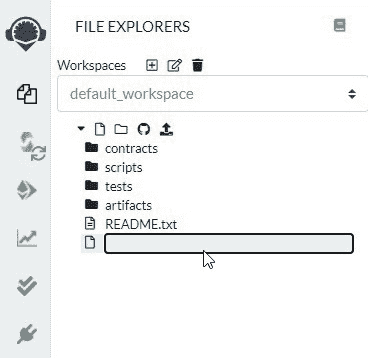 FILE EXPLORERS
Workspaces
default_workspace
contracts
scripts
tests
artifacts
README.txt